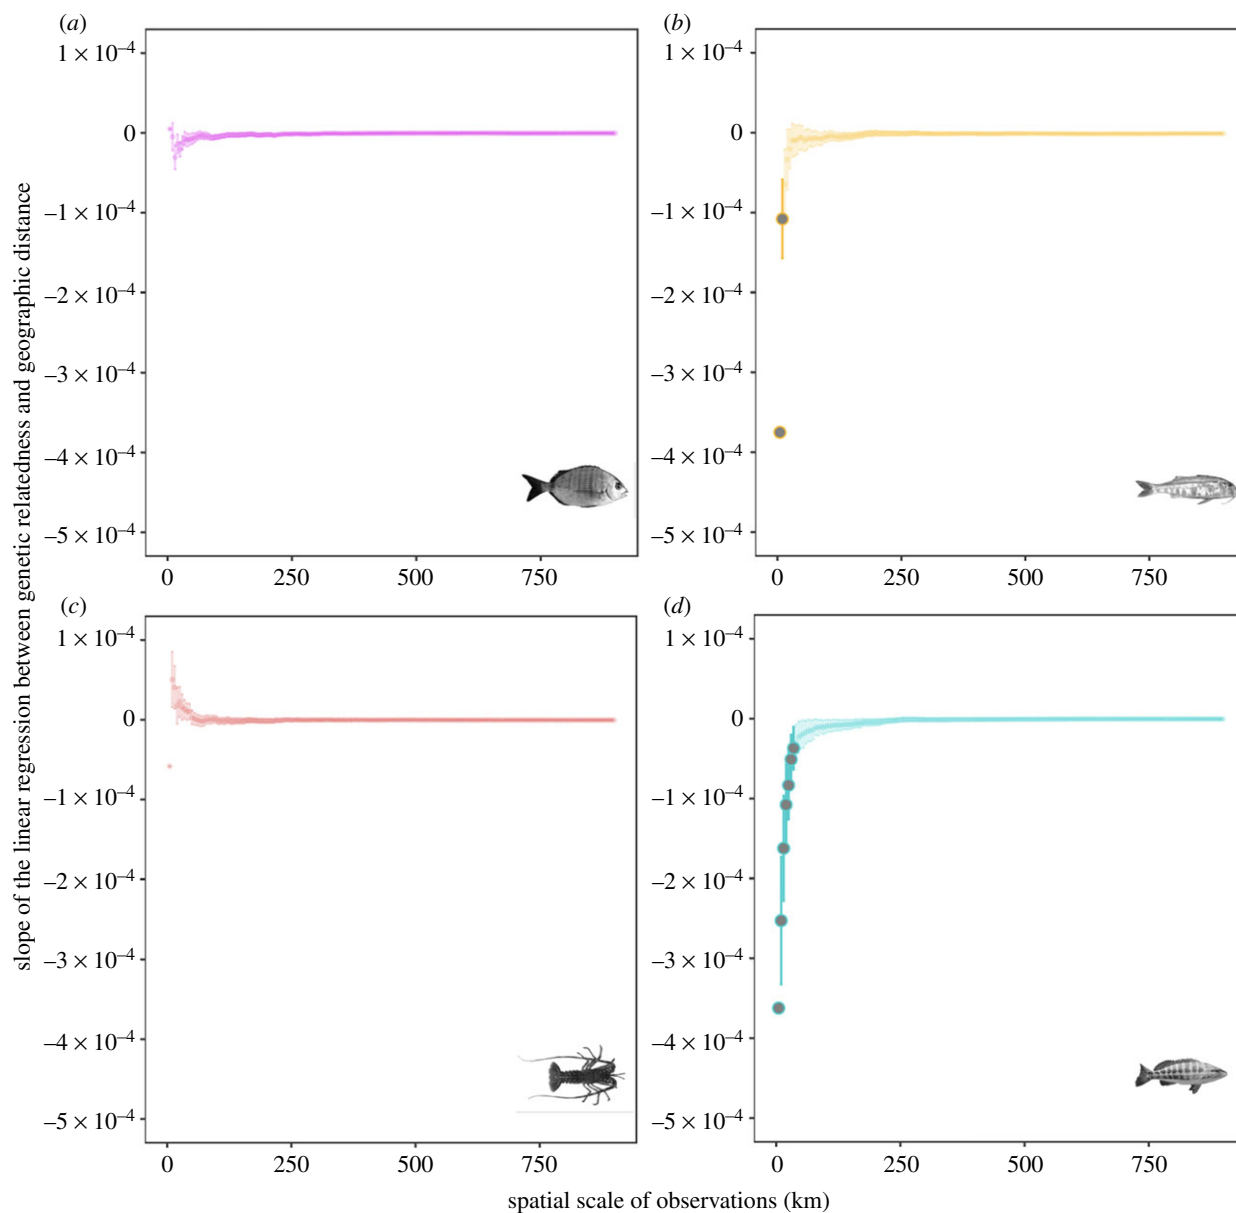 (a)
(b)
1 × 10⁻⁴
0
–1 × 10⁻⁴
–2 × 10⁻⁴
–3 × 10⁻⁴
–4 × 10⁻⁴
–5 × 10⁻⁴
0 250 500 750
1 × 10⁻⁴
0
–1 × 10⁻⁴
–2 × 10⁻⁴
–3 × 10⁻⁴
–4 × 10⁻⁴
–5 × 10⁻⁴
0 250 500 750
(c)
(d)
1 × 10⁻⁴
0
–1 × 10⁻⁴
–2 × 10⁻⁴
–3 × 10⁻⁴
–4 × 10⁻⁴
–5 × 10⁻⁴
0 250 500 750
1 × 10⁻⁴
0
–1 × 10⁻⁴
–2 × 10⁻⁴
–3 × 10⁻⁴
–4 × 10⁻⁴
–5 × 10⁻⁴
0 250 500 750
slope of the linear regression between genetic relatedness and geographic distance
spatial scale of observations (km)